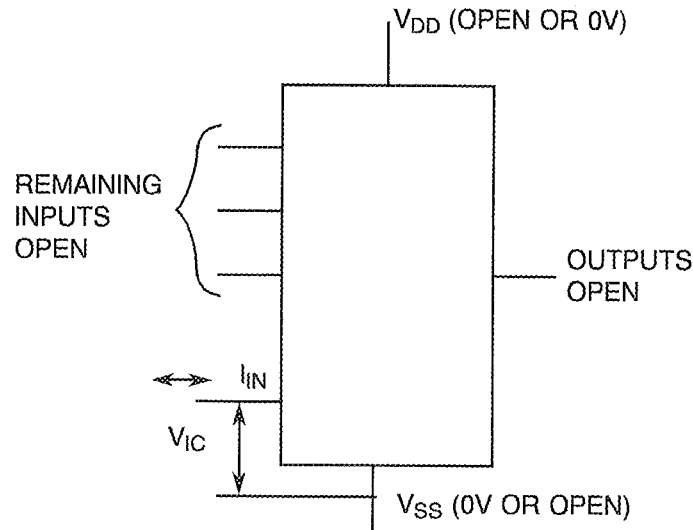 VDD (OPEN OR 0V)
REMAINING
INPUTS
OPEN
OUTPUTS
OPEN
IIN
VIC
VSS (0V OR OPEN)